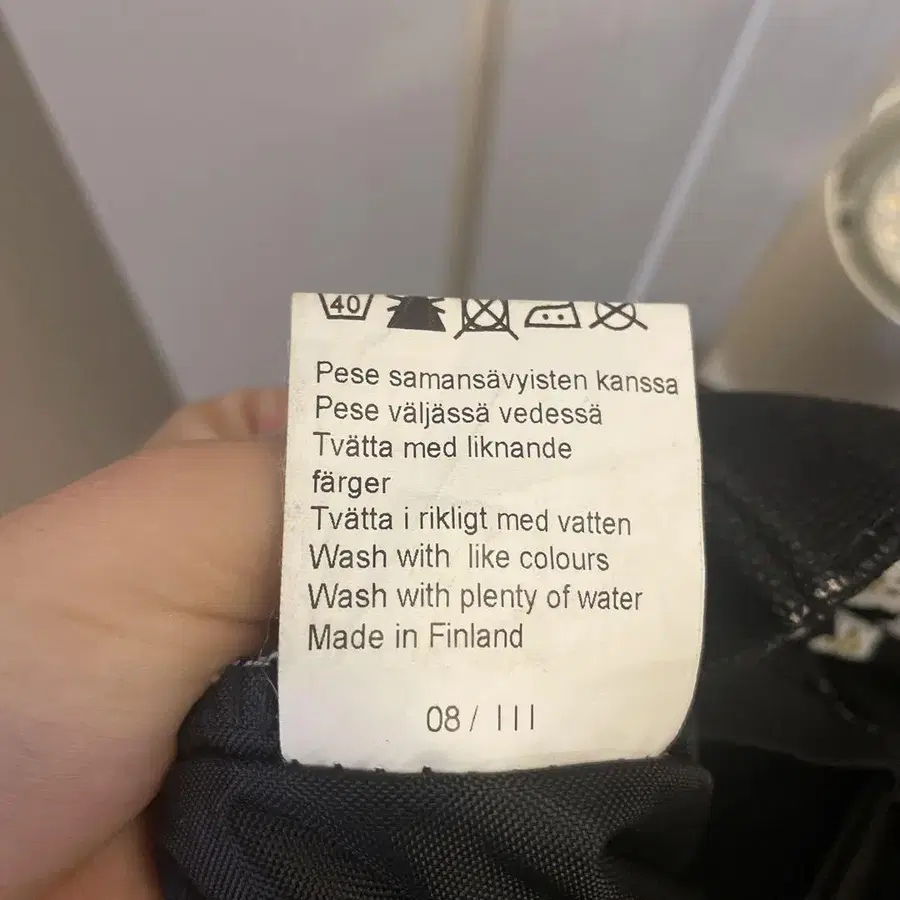 40
Pese samansävyisten kanssa
Pese väljässä vedessä
Tvätta med liknande
färger
Tvätta i rikligt med vatten
Wash with like colours
Wash with plenty of water
Made in Finland
08 / III